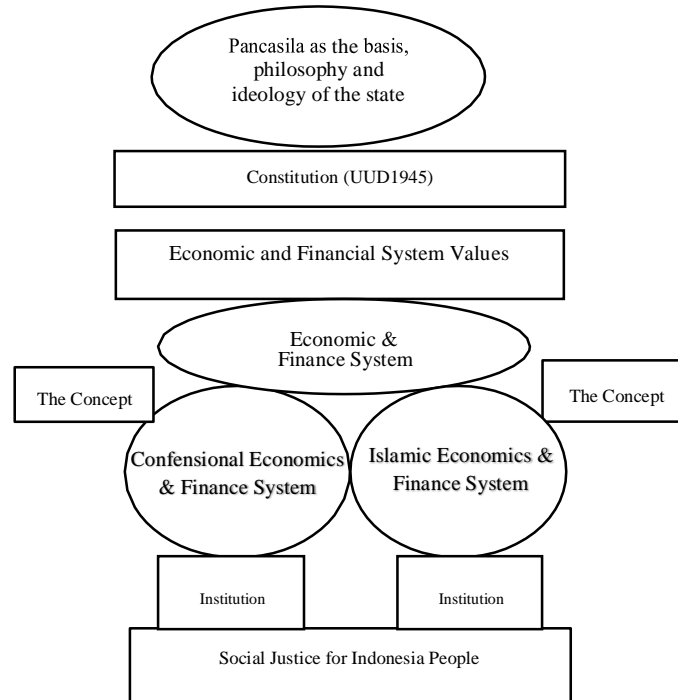 Pancasila as the basis,
philosophy and
ideology of the state
Constitution (UUD1945)
Economic and Financial System Values
Economic &
Finance System
The Concept
The Concept
Confensional Economics
& Finance System
Islamic Economics &
Finance System
Institution
Institution
Social Justice for Indonesia People